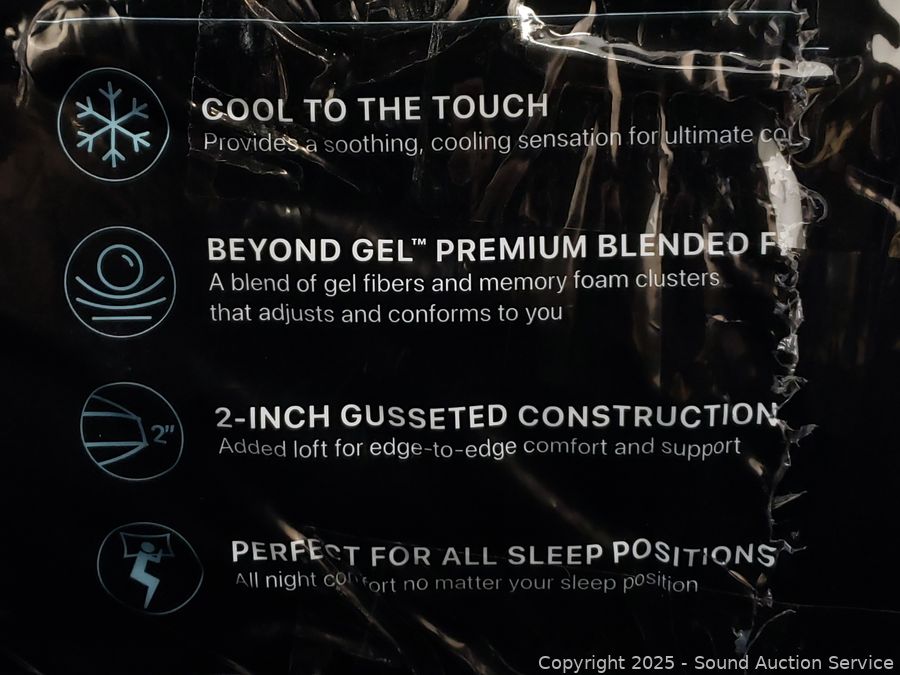 COOL TO THE TOUCH
Provides a soothing, cooling sensation for ultimate
BEYOND GEL™ PREMIUM BLENDED
A blend of gel fibers and memory foam clusters
that adjusts and conforms to you
2-INCH GUSSETED CONSTRUCTION
2"
Added loft for edge-to-edge comfort and support
PERFECT FOR ALL SLEEP POSITIONS
All night comfort no matter your sleep position
Copyright 2025 - Sound Auction Service